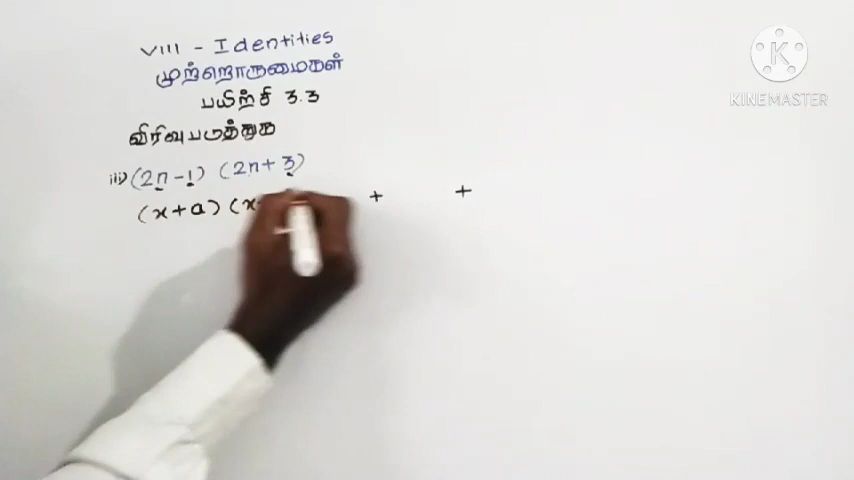 VIII - Identities
முற்றொருமைகள்
பயிற்சி 3.3
விரிவு படித்துக
iii) (2n-1) (2n+3)
(x+a) (x + +
K
KINEMASTER